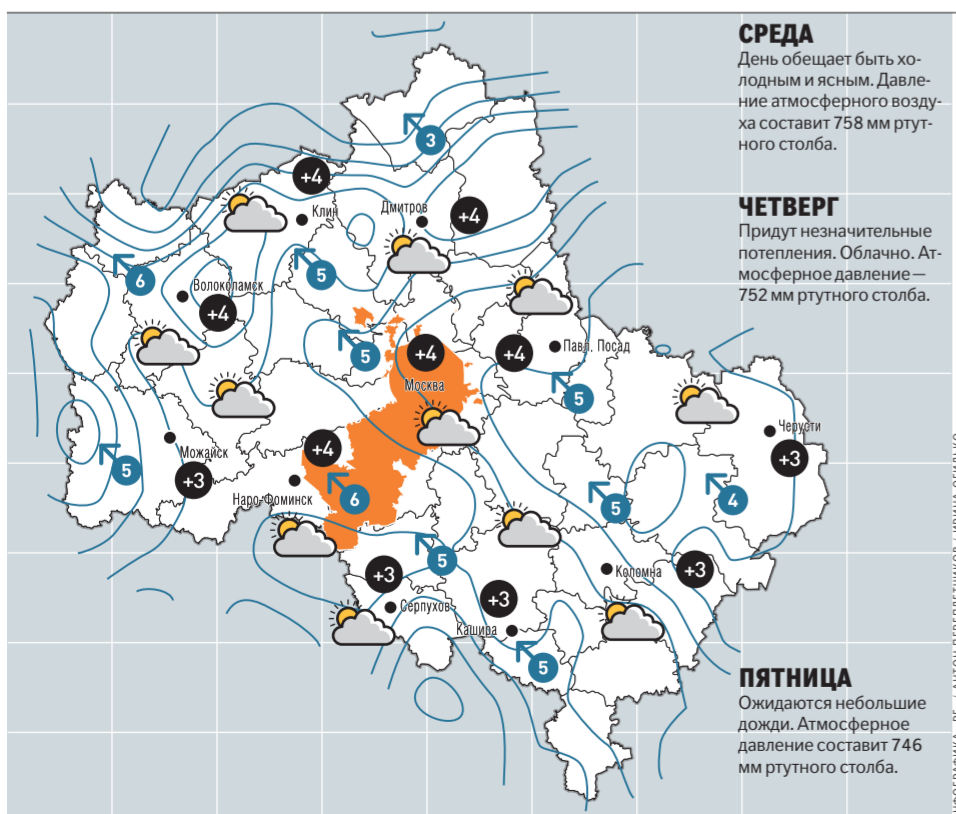 СРЕДА
День обещает быть хо-
лодным и ясным. Давле-
ние атмосферного возду-
ха составит 758 мм ртут-
ного столба.
ЧЕТВЕРГ
Придут незначительные
потепления. Облачно. Ат-
мосферное давление —
752 мм ртутного столба.
ПЯТНИЦА
Ожидаются небольшие
дожди. Атмосферное
давление составит 746
мм ртутного столба.
3
+4
Клин
Дмитров
+4
6
5
Волоколамск
+4
5
+4
Москва
+4
Павл. Посад
5
Черусти
+3
Можайск
5
+3
+4
Наро-Фоминск
6
5
4
5
+3
Серпухов
+3
Кашира
Коломна
+3
5